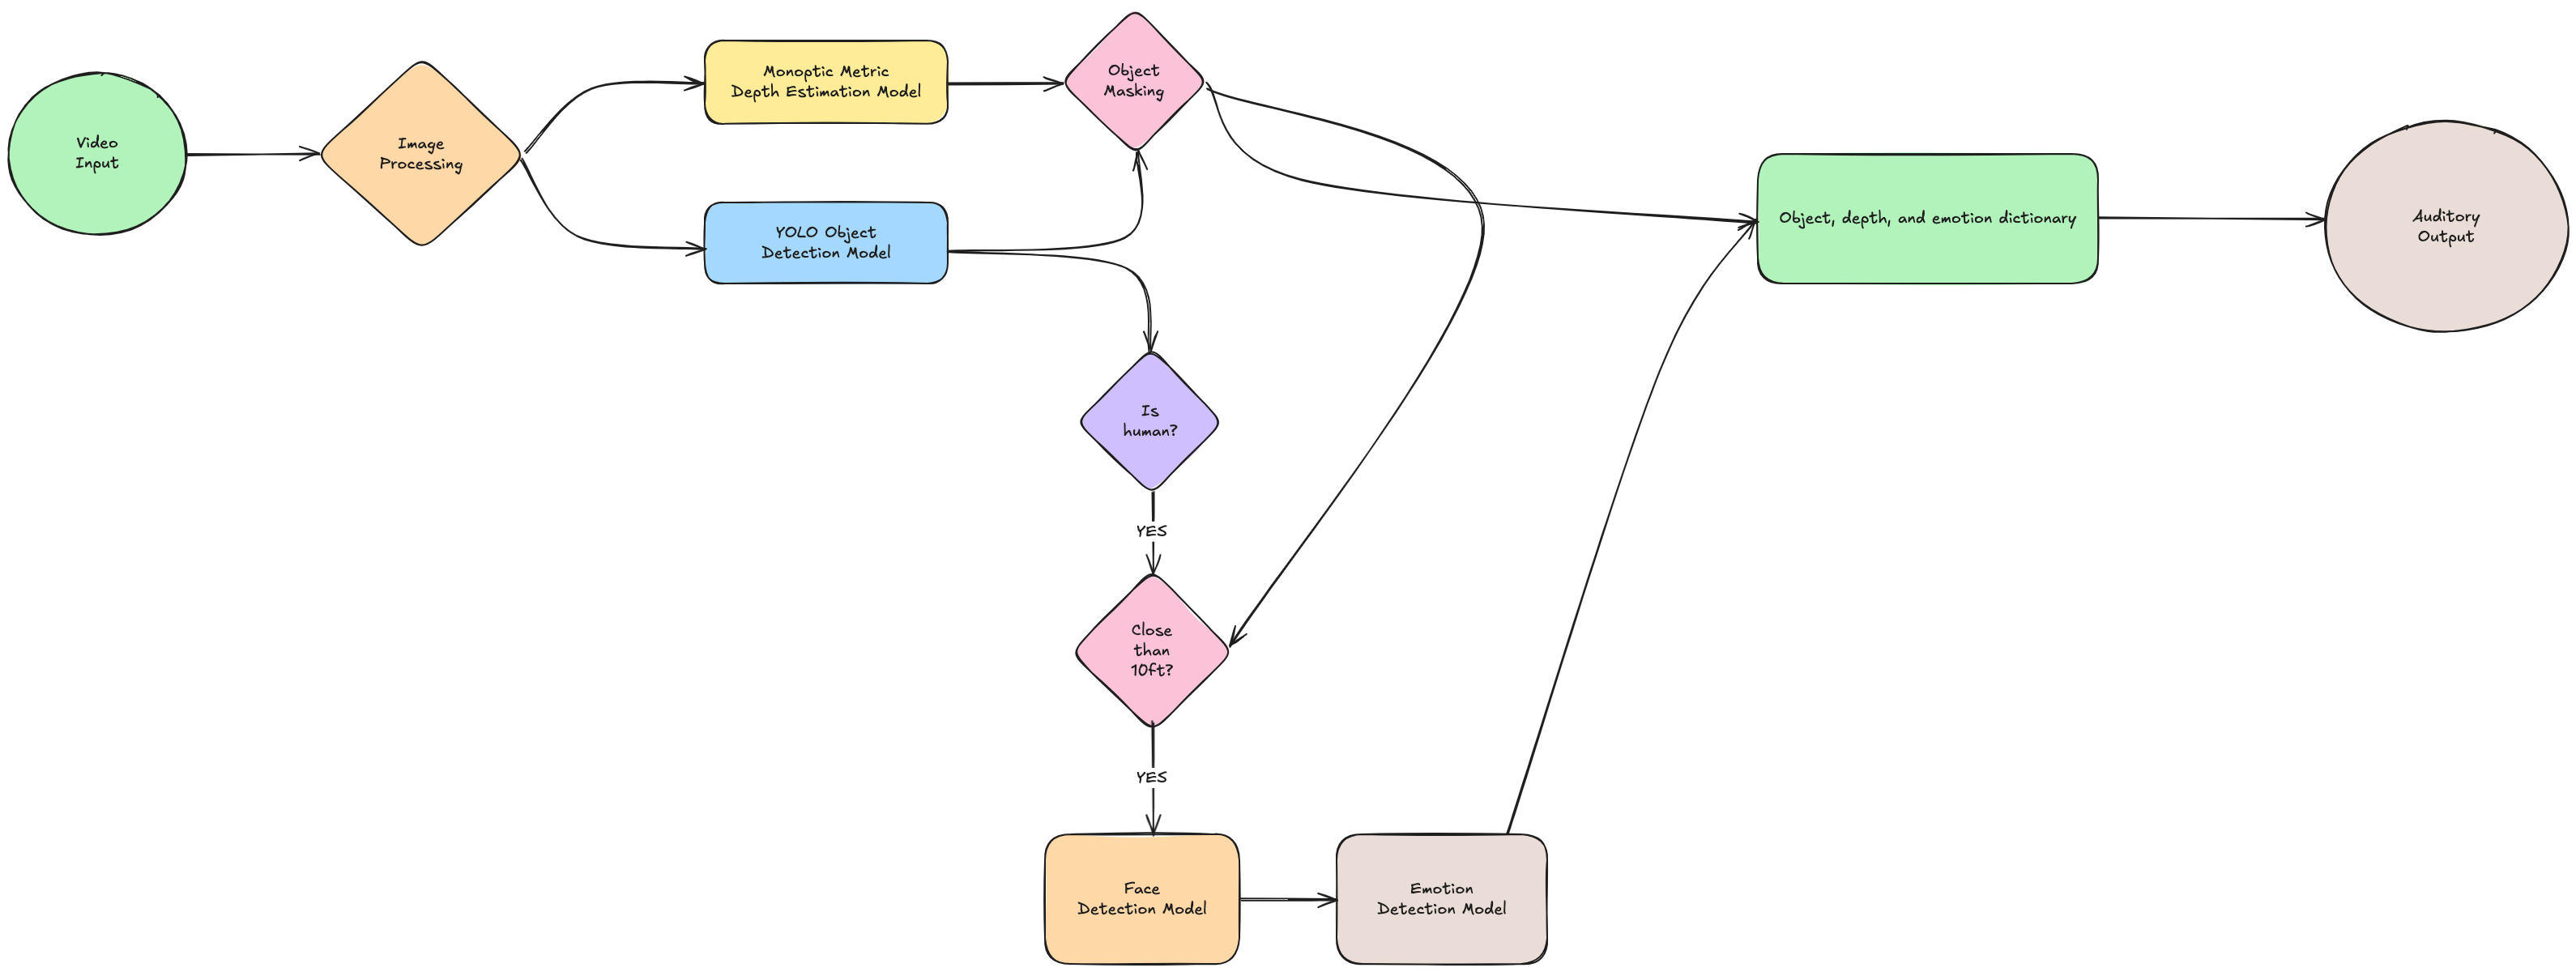 Video
Input
Image
Processing
Monoptic Metric
Depth Estimation Model
YOLO Object
Detection Model
Object
Masking
Is
human?
YES
Close
than
10ft?
YES
Face
Detection Model
Emotion
Detection Model
Object, depth, and emotion dictionary
Auditory
Output